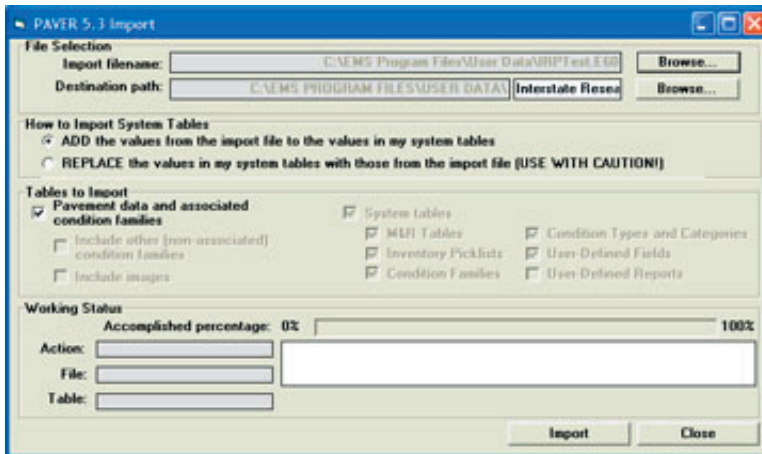 PAVER 5.3 Import
File Selection
Import filename: C:\EMS Program Files\User Data\IRPTest.E60 Browse...
Destination path: C:\EMS PROGRAM FILES\USER DATA\ Interstate Resea Browse...
How to Import System Tables
ADD the values from the import file to the values in my system tables
REPLACE the values in my system tables with those from the import file (USE WITH CAUTION!)
Tables to Import
Pavement data and associated
condition families
Include other (non-associated)
condition families
Include images
System tables
M&R Tables
Inventory Picklists
Condition Families
Condition Types and Categories
User-Defined Fields
User-Defined Reports
Working Status
Accomplished percentage: 0% 100%
Action:
File:
Table:
Import Close